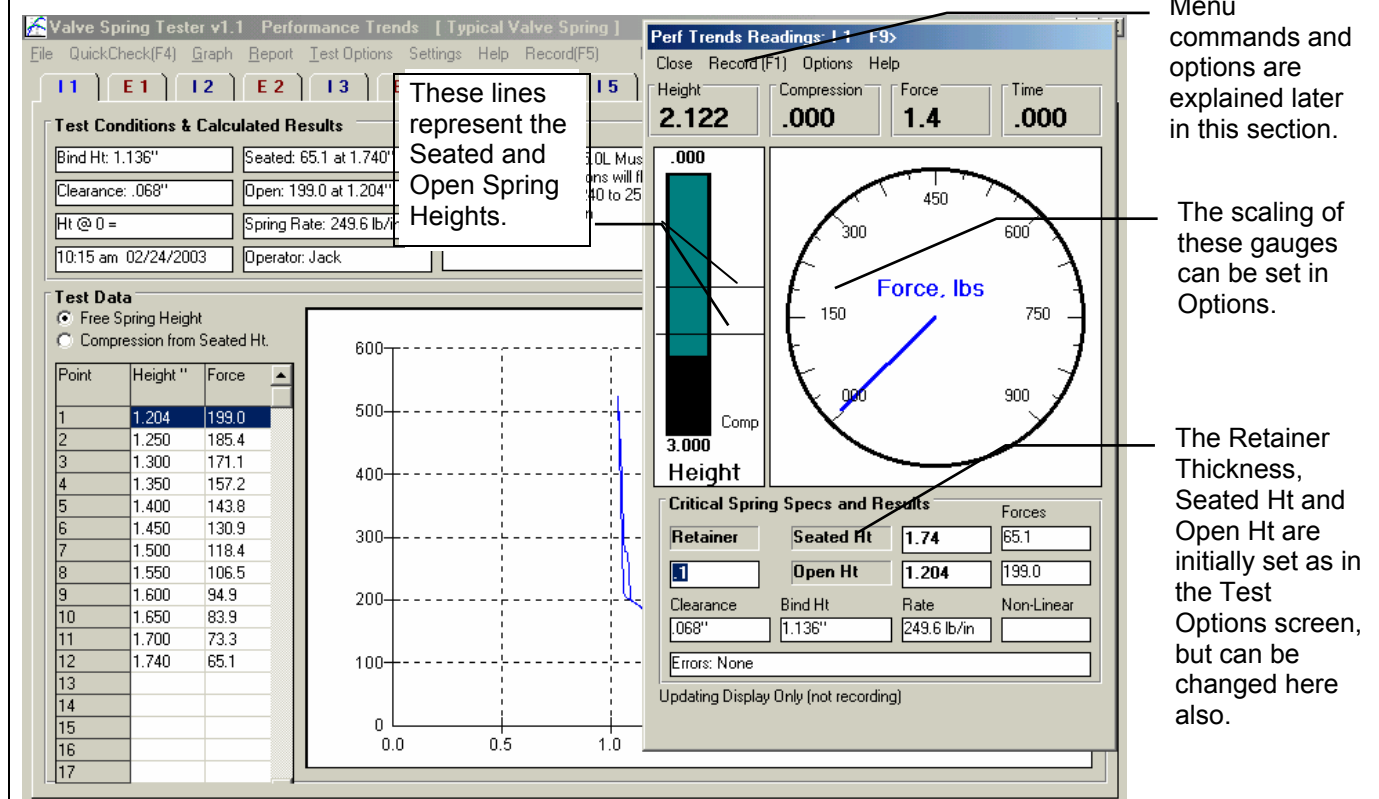 Valve Spring Tester v1.1 Performance Trends [ Typical Valve Spring ]
File QuickCheck(F4) Graph Report Test Options Settings Help Record(F5)
I 1 E 1 I 2 E 2 I 3 I 5
Test Conditions & Calculated Results
Bind Ht: 1.136" Seated: 65.1 at 1.740"
Clearance: .068" Open: 199.0 at 1.204"
Ht @ 0 = Spring Rate: 249.6 lb/in
10:15 am 02/24/2003 Operator: Jack
These lines
represent the
Seated and
Open Spring
Heights.
Test Data
Free Spring Height
Compression from Seated Ht.
Point Height " Force
1 1.204 199.0
2 1.250 185.4
3 1.300 171.1
4 1.350 157.2
5 1.400 143.8
6 1.450 130.9
7 1.500 118.4
8 1.550 106.5
9 1.600 94.9
10 1.650 83.9
11 1.700 73.3
12 1.740 65.1
13
14
15
16
17
600
500
400
300
200
100
0
0.0 0.5 1.0
Perf Trends Readings: I 1 F9>
Close Record (F1) Options Help
Height Compression Force Time
2.122 .000 1.4 .000
.000
Comp
3.000
Height
450
300 600
Force, lbs
150 750
000 900
Critical Spring Specs and Results Forces
Retainer Seated Ht 1.74 65.1
.1 Open Ht 1.204 199.0
Clearance Bind Ht Rate Non-Linear
.068" 1.136" 249.6 lb/in
Errors: None
Updating Display Only (not recording)
Menu
commands and
options are
explained later
in this section.
The scaling of
these gauges
can be set in
Options.
The Retainer
Thickness,
Seated Ht and
Open Ht are
initially set as in
the Test
Options screen,
but can be
changed here
also.